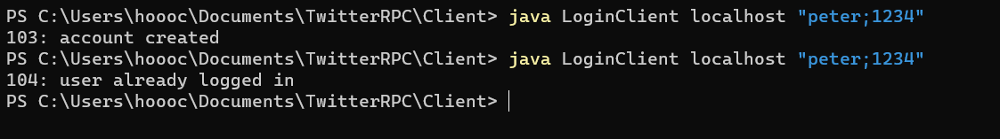 PS C:\Users\hoooc\Documents\TwitterRPC\Client> java LoginClient localhost "peter;1234"
103: account created
PS C:\Users\hoooc\Documents\TwitterRPC\Client> java LoginClient localhost "peter;1234"
104: user already logged in
PS C:\Users\hoooc\Documents\TwitterRPC\Client>